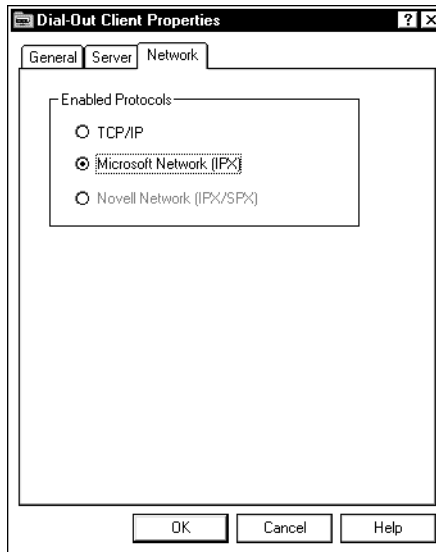 Dial-Out Client Properties
General Server Network
Enabled Protocols
TCP/IP
Microsoft Network (IPX)
Novell Network (IPX/SPX)
OK Cancel Help